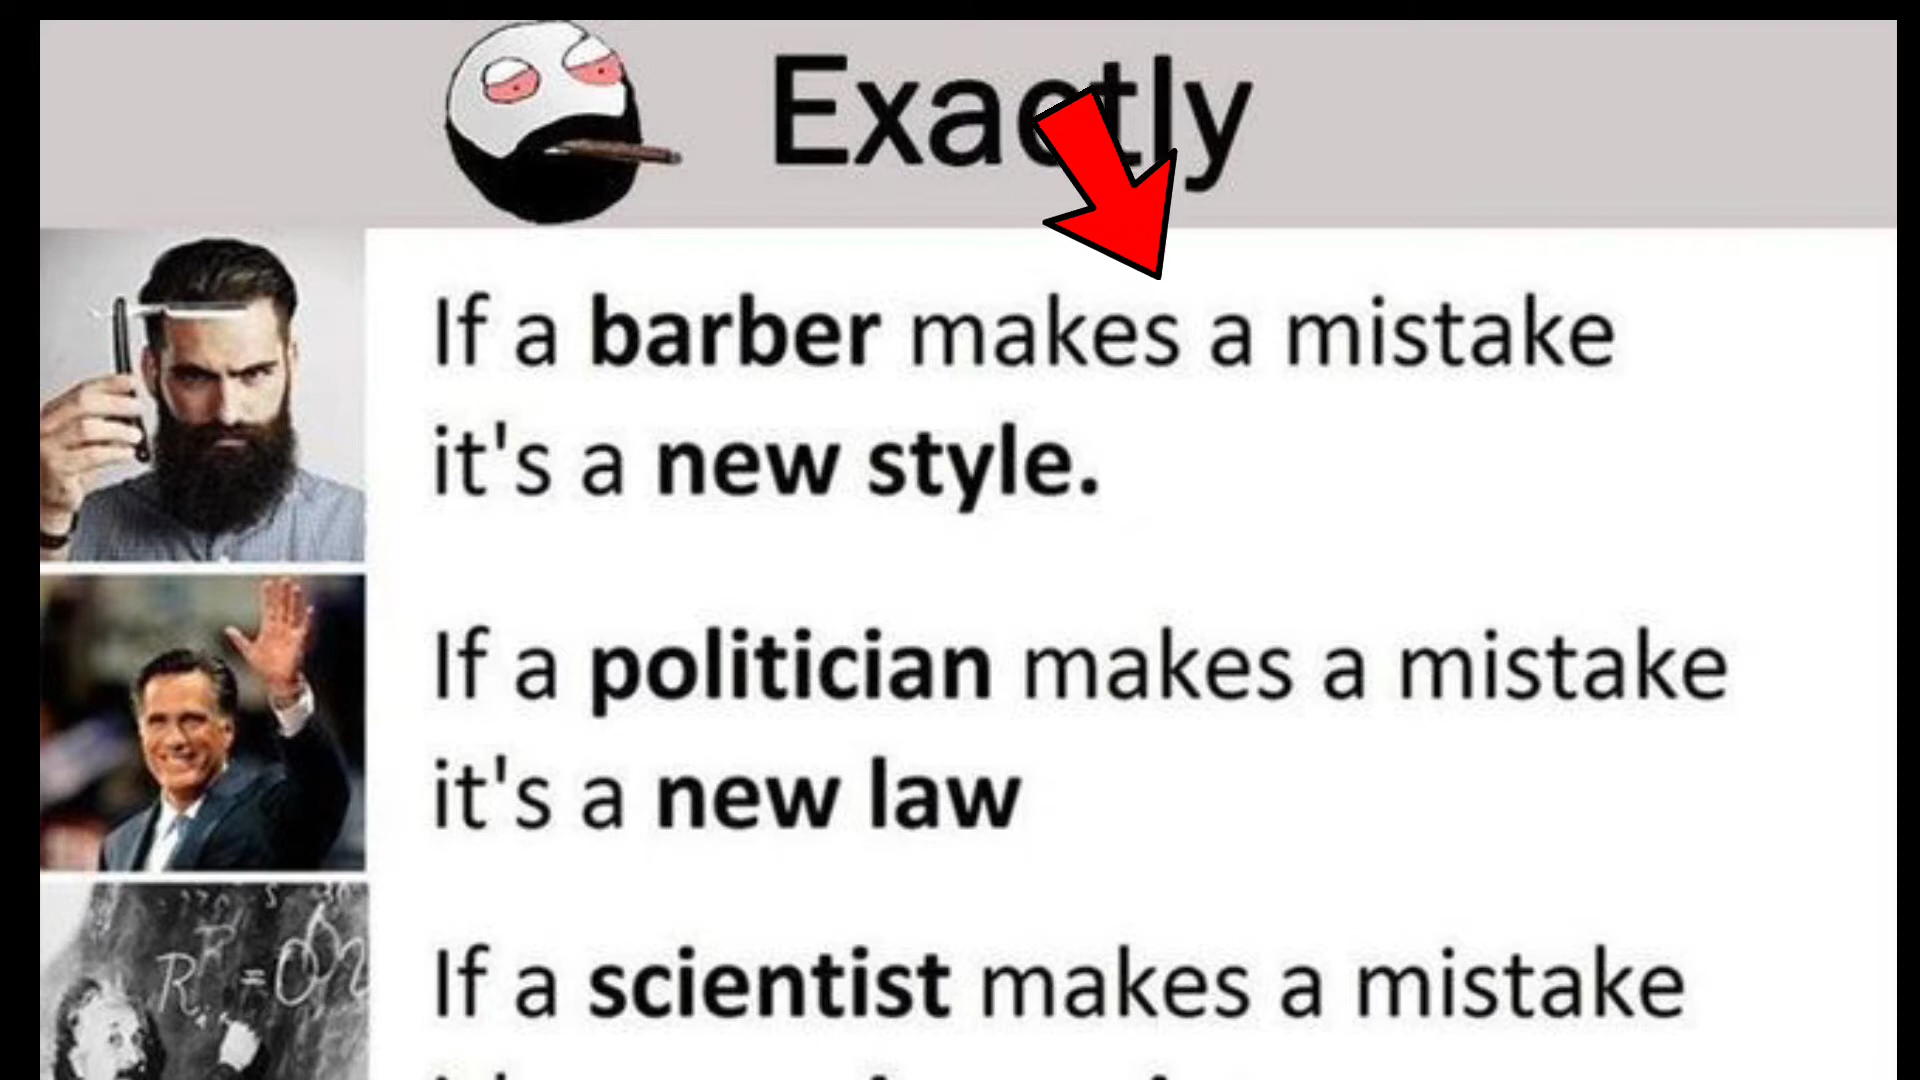 Exactly
If a barber makes a mistake
it's a new style.
If a politician makes a mistake
it's a new law
If a scientist makes a mistake